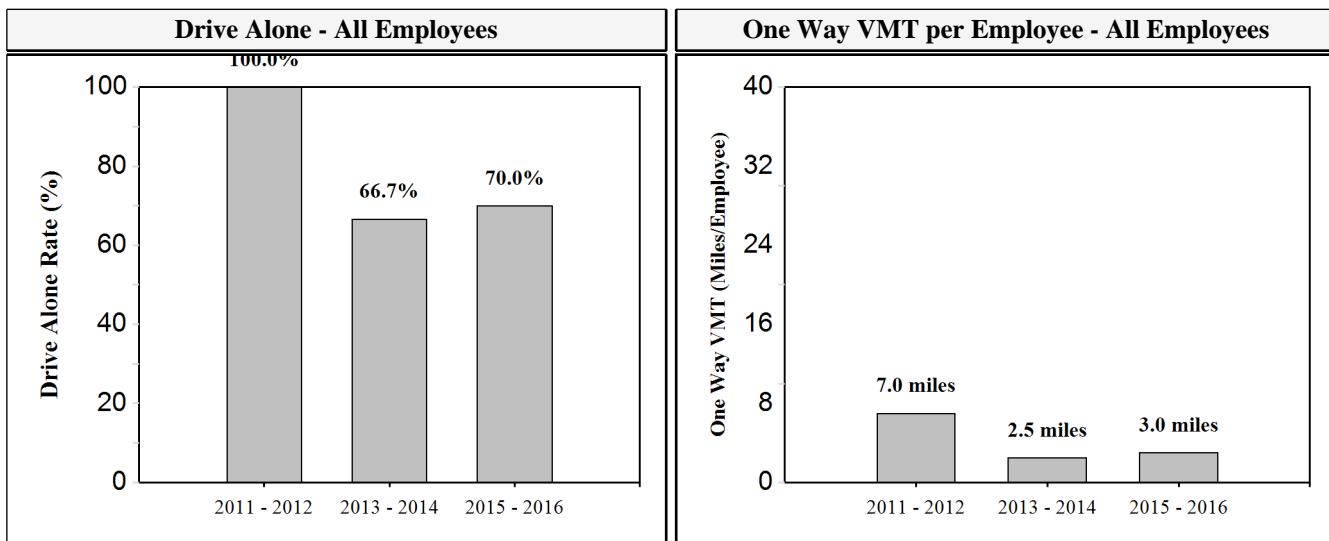 Drive Alone - All Employees
100.0%
100
80
60
40
20
0
Drive Alone Rate (%)
66.7%
70.0%
2011 - 2012
2013 - 2014
2015 - 2016
One Way VMT per Employee - All Employees
40
32
24
16
8
0
One Way VMT (Miles/Employee)
7.0 miles
2.5 miles
3.0 miles
2011 - 2012
2013 - 2014
2015 - 2016